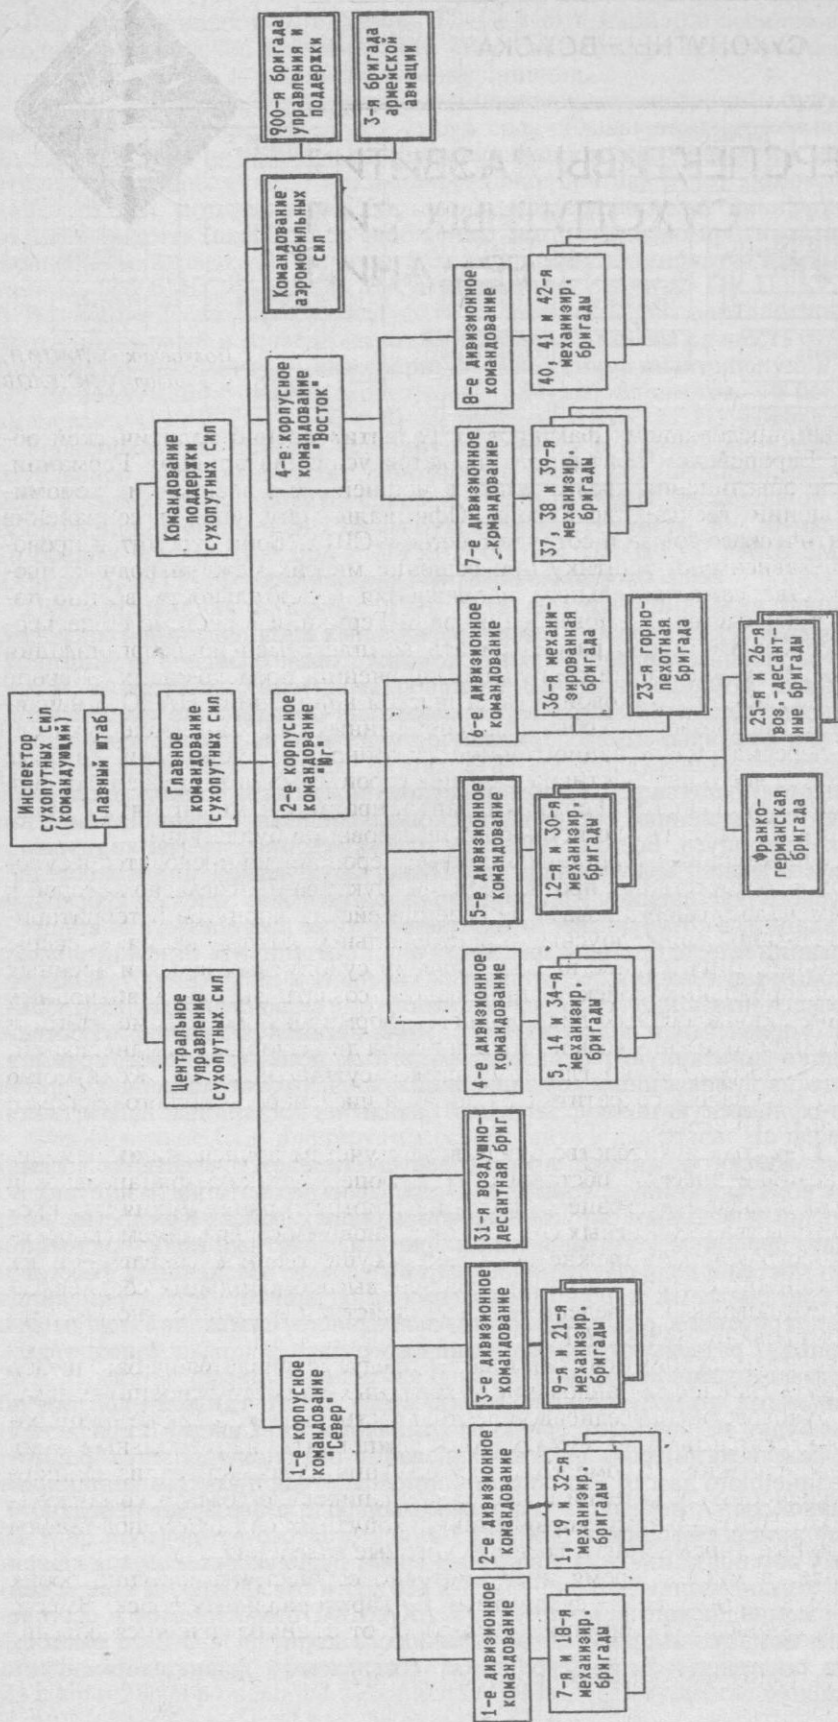 Инспектор
сухопутных сил
(командующий)
Главный штаб
Центральное
управление
сухопутных сил
Главное
командование
сухопутных сил
Командование
поддержки
сухопутных сил
1-е корпусное
командование
"Север"
2-е корпусное
командование
"Юг"
4-е корпусное
командование
"Восток"
Командование
аэромобильных
сил
900-я бригада
управления и
поддержки
3-я бригада
армейской
авиации
1-е дивизионное
командование
2-е дивизионное
командование
3-е дивизионное
командование
31-я воздушно-
десантная бриг
4-е дивизионное
командование
5-е дивизионное
командование
6-е дивизионное
командование
7-е дивизионное
командование
8-е дивизионное
командование
7-я и 18-я
механизир.
бригады
1, 19 и 32-я
механизир.
бригады
9-я и 21-я
механизир.
бригады
5, 14 и 34-я
механизир.
бригады
12-я и 30-я
механизир.
бригады
36-я механи-
зированная
бригада
23-я горно-
пехотная
бригада
37, 38 и 39-я
механизир.
бригады
40, 41 и 42-я
механизир.
бригады
Франко-
германская
бригада
25-я и 26-я
воз.-десант-
ные бригады